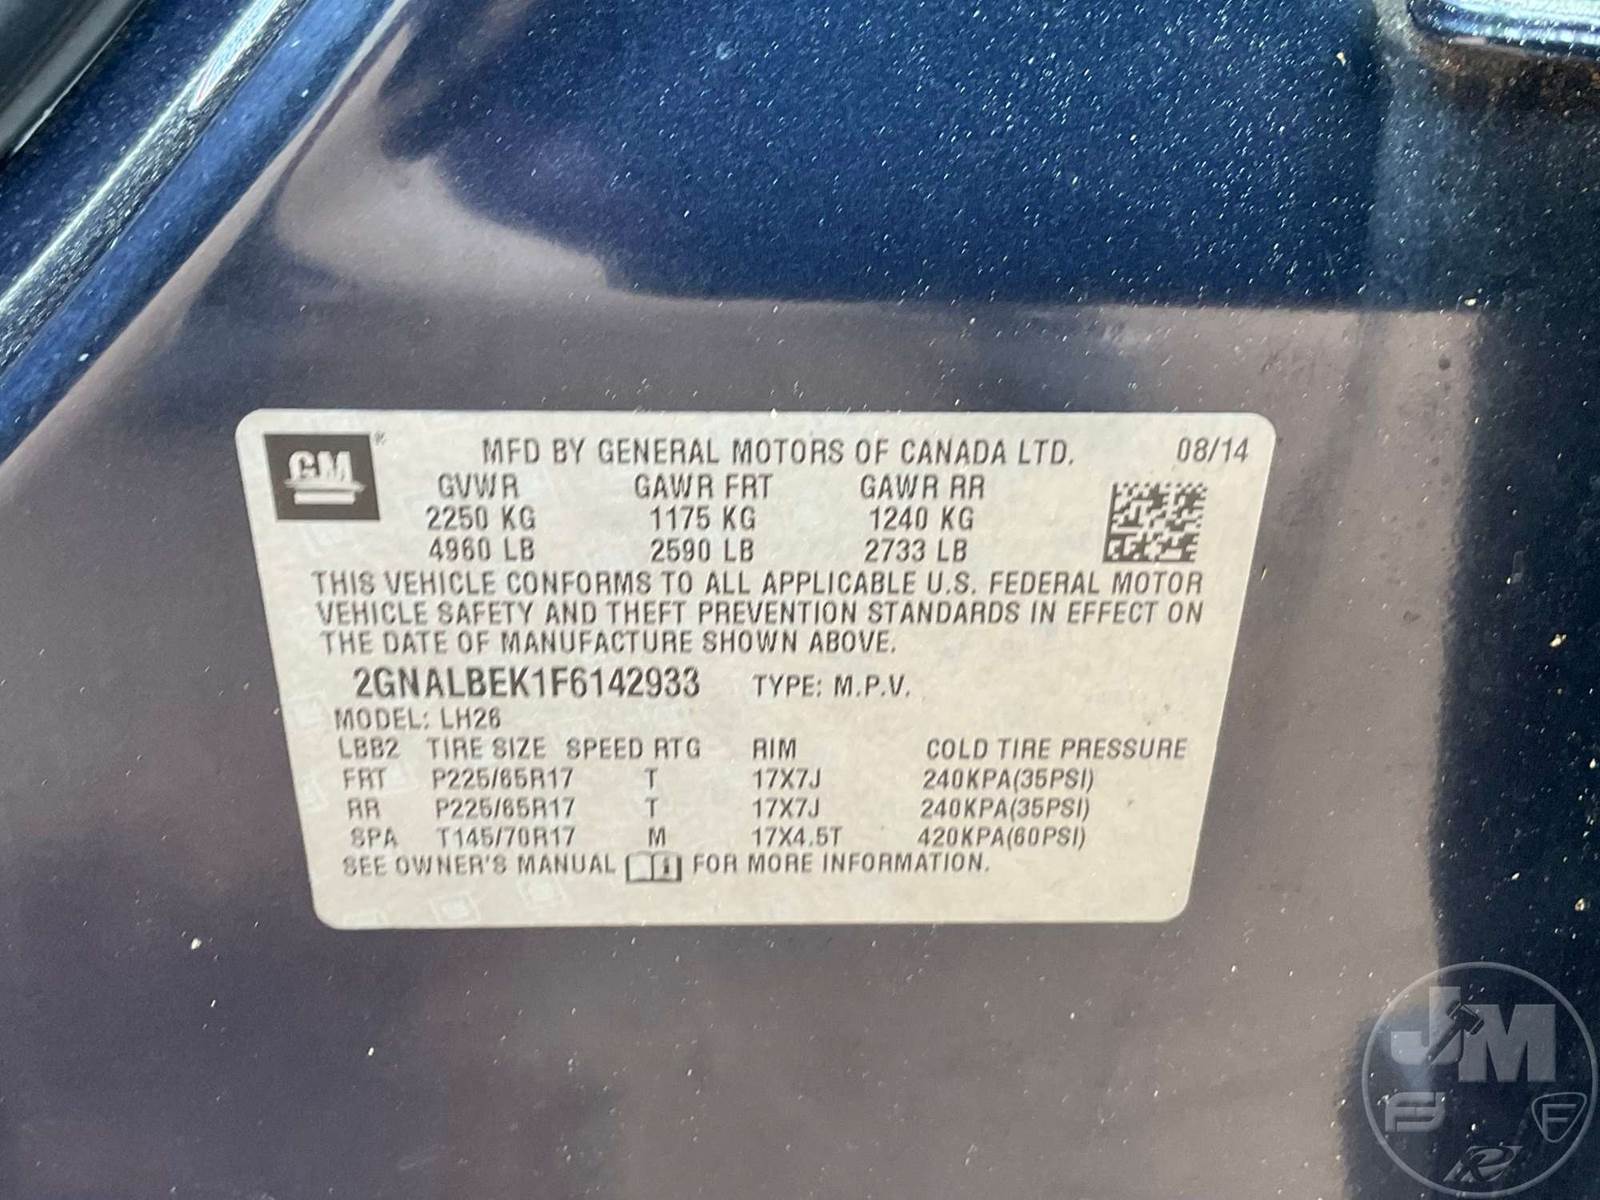 GM® MFD BY GENERAL MOTORS OF CANADA LTD. 08/14
GVWR GAWR FRT GAWR RR
2250 KG 1175 KG 1240 KG
4960 LB 2590 LB 2733 LB
THIS VEHICLE CONFORMS TO ALL APPLICABLE U.S. FEDERAL MOTOR
VEHICLE SAFETY AND THEFT PREVENTION STANDARDS IN EFFECT ON
THE DATE OF MANUFACTURE SHOWN ABOVE.
2GNALBEK1F6142933 TYPE: M.P.V.
MODEL: LH26
LBB2 TIRE SIZE SPEED RTG RIM COLD TIRE PRESSURE
FRT P225/65R17 T 17X7J 240KPA(35PSI)
RR P225/65R17 T 17X7J 240KPA(35PSI)
SPA T145/70R17 M 17X4.5T 420KPA(60PSI)
SEE OWNER'S MANUAL FOR MORE INFORMATION.
JM